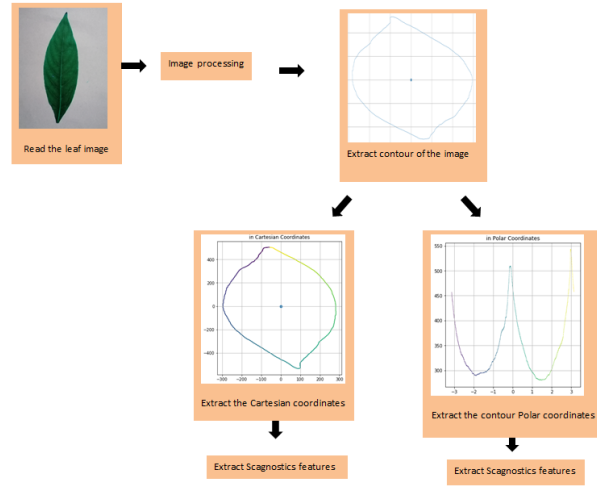 Read the leaf image
Image processing
Extract contour of the image
in Cartesian Coordinates
400
200
0
-200
-400
-300 -200 -100 0 100 200 300
Extract the Cartesian coordinates
Extract Scagnostics features
in Polar Coordinates
550
500
450
400
350
300
-3 -2 -1 0 1 2 3
Extract the contour Polar coordinates
Extract Scagnostics features